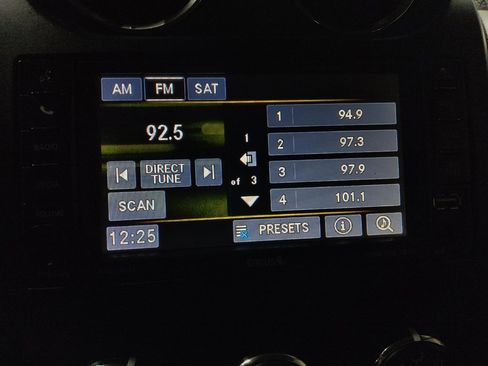 AM FM SAT
92.5
DIRECT
TUNE
SCAN
12:25
1
of 3
1 94.9
2 97.3
3 97.9
4 101.1
PRESETS
RADIO